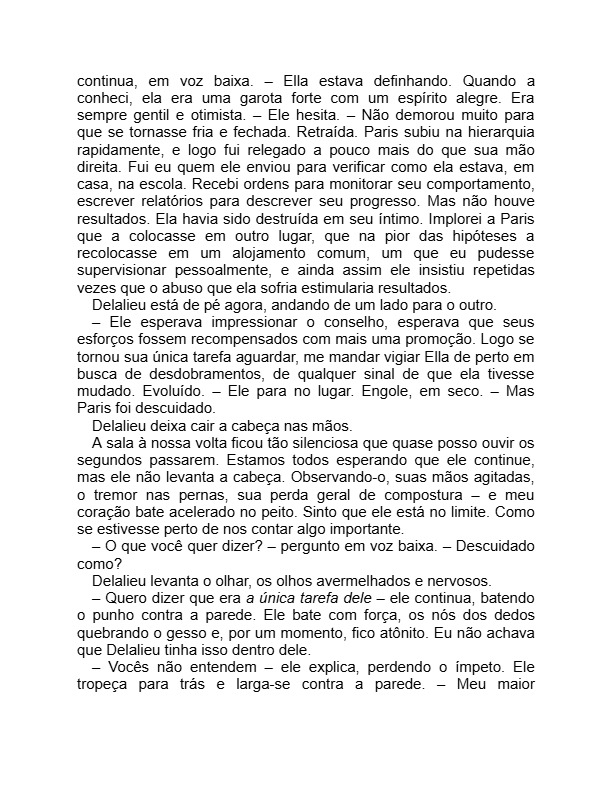 continua, em voz baixa. – Ella estava definhando. Quando a
conheci, ela era uma garota forte com um espírito alegre. Era
sempre gentil e otimista. – Ele hesita. – Não demorou muito para
que se tornasse fria e fechada. Retraída. Paris subiu na hierarquia
rapidamente, e logo fui relegado a pouco mais do que sua mão
direita. Fui eu quem ele enviou para verificar como ela estava, em
casa, na escola. Recebi ordens para monitorar seu comportamento,
escrever relatórios para descrever seu progresso. Mas não houve
resultados. Ela havia sido destruída em seu íntimo. Implorei a Paris
que a colocasse em outro lugar, que na pior das hipóteses a
recolocasse em um alojamento comum, um que eu pudesse
supervisionar pessoalmente, e ainda assim ele insistiu repetidas
vezes que o abuso que ela sofria estimularia resultados.
Delalieu está de pé agora, andando de um lado para o outro.
– Ele esperava impressionar o conselho, esperava que seus
esforços fossem recompensados com mais uma promoção. Logo se
tornou sua única tarefa aguardar, me mandar vigiar Ella de perto em
busca de desdobramentos, de qualquer sinal de que ela tivesse
mudado. Evoluído. – Ele para no lugar. Engole, em seco. – Mas
Paris foi descuidado.
Delalieu deixa cair a cabeça nas mãos.
A sala à nossa volta ficou tão silenciosa que quase posso ouvir os
segundos passarem. Estamos todos esperando que ele continue,
mas ele não levanta a cabeça. Observando-o, suas mãos agitadas,
o tremor nas pernas, sua perda geral de compostura – e meu
coração bate acelerado no peito. Sinto que ele está no limite. Como
se estivesse perto de nos contar algo importante.
– O que você quer dizer? – pergunto em voz baixa. – Descuidado
como?
Delalieu levanta o olhar, os olhos avermelhados e nervosos.
– Quero dizer que era a única tarefa dele – ele continua, batendo
o punho contra a parede. Ele bate com força, os nós dos dedos
quebrando o gesso e, por um momento, fico atônito. Eu não achava
que Delalieu tinha isso dentro dele.
– Vocês não entendem – ele explica, perdendo o ímpeto. Ele
tropeça para trás e larga-se contra a parede. – Meu maior